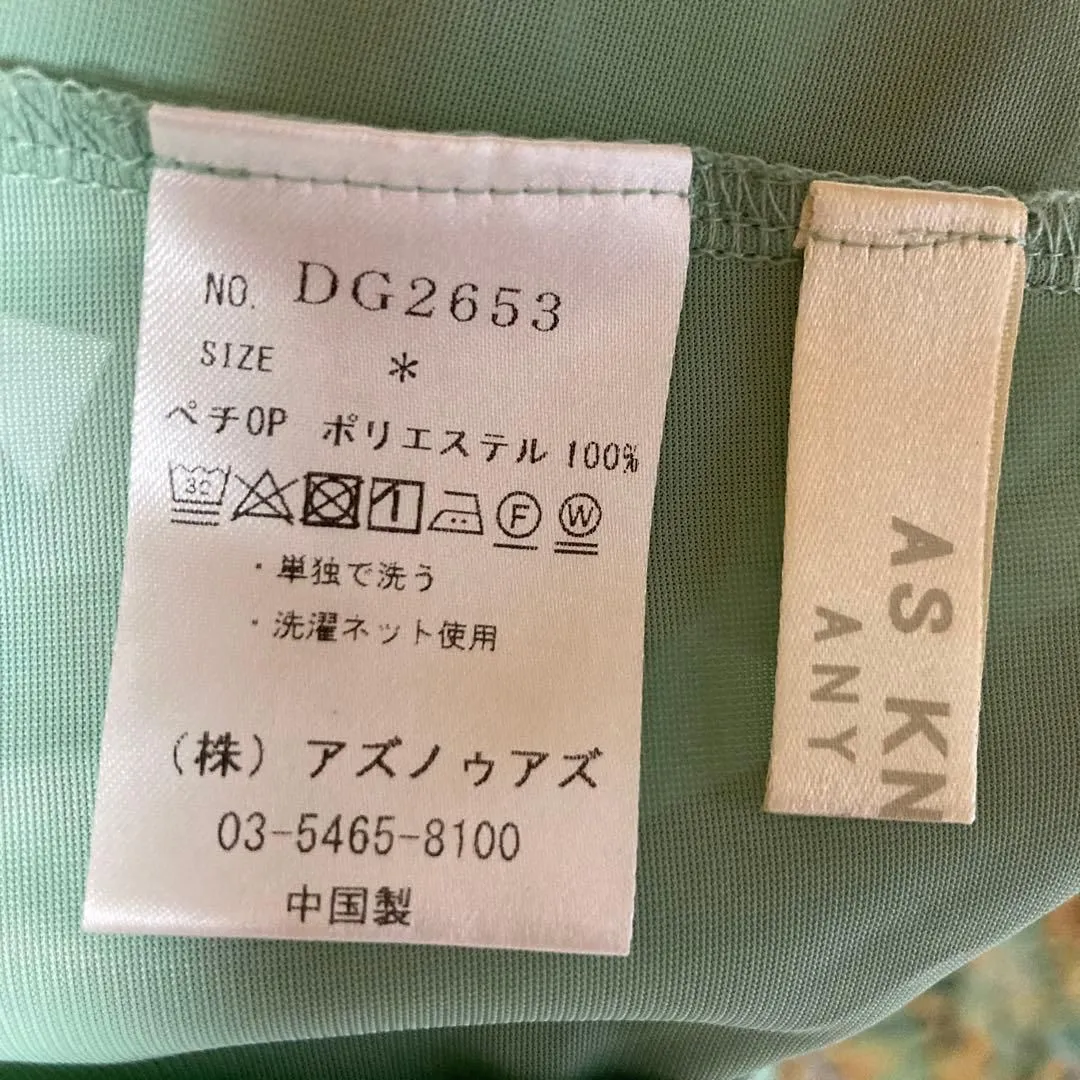 NO. DG2653
SIZE *
ペチOP ポリエステル 100%
30 F W
・単独で洗う
・洗濯ネット使用
(株) アズノゥアズ
03-5465-8100
中国製
AS KN
ANY